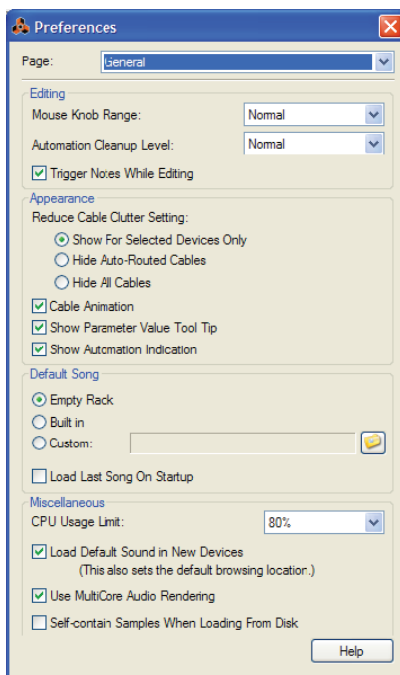 Preferences
Page: General
Editing
Mouse Knob Range: Normal
Automation Cleanup Level: Normal
Trigger Notes While Editing
Appearance
Reduce Cable Clutter Setting:
Show For Selected Devices Only
Hide Auto-Routed Cables
Hide All Cables
Cable Animation
Show Parameter Value Tool Tip
Show Automation Indication
Default Song
Empty Rack
Built in
Custom:
Load Last Song On Startup
Miscellaneous
CPU Usage Limit: 80%
Load Default Sound in New Devices
(This also sets the default browsing location.)
Use MultiCore Audio Rendering
Self-contain Samples When Loading From Disk
Help